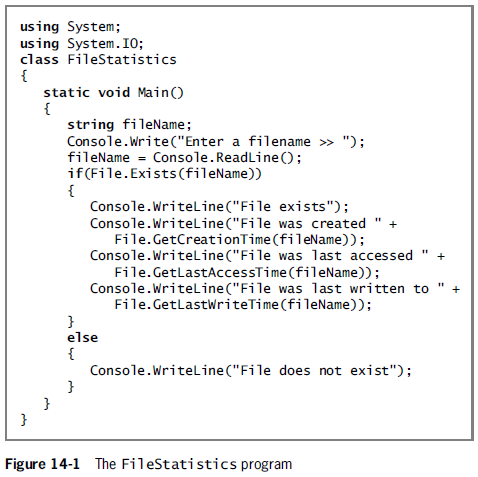 using System;
using System.IO;
class FileStatistics
{
static void Main()
{
string fileName;
Console.Write("Enter a filename >> ");
fileName = Console.ReadLine();
if(File.Exists(fileName))
{
Console.WriteLine("File exists");
Console.WriteLine("File was created " +
File.GetCreationTime(fileName));
Console.WriteLine("File was last accessed " +
File.GetLastAccessTime(fileName));
Console.WriteLine("File was last written to " +
File.GetLastWriteTime(fileName));
}
else
{
Console.WriteLine("File does not exist");
}
}
}
Figure 14-1 The FileStatistics program